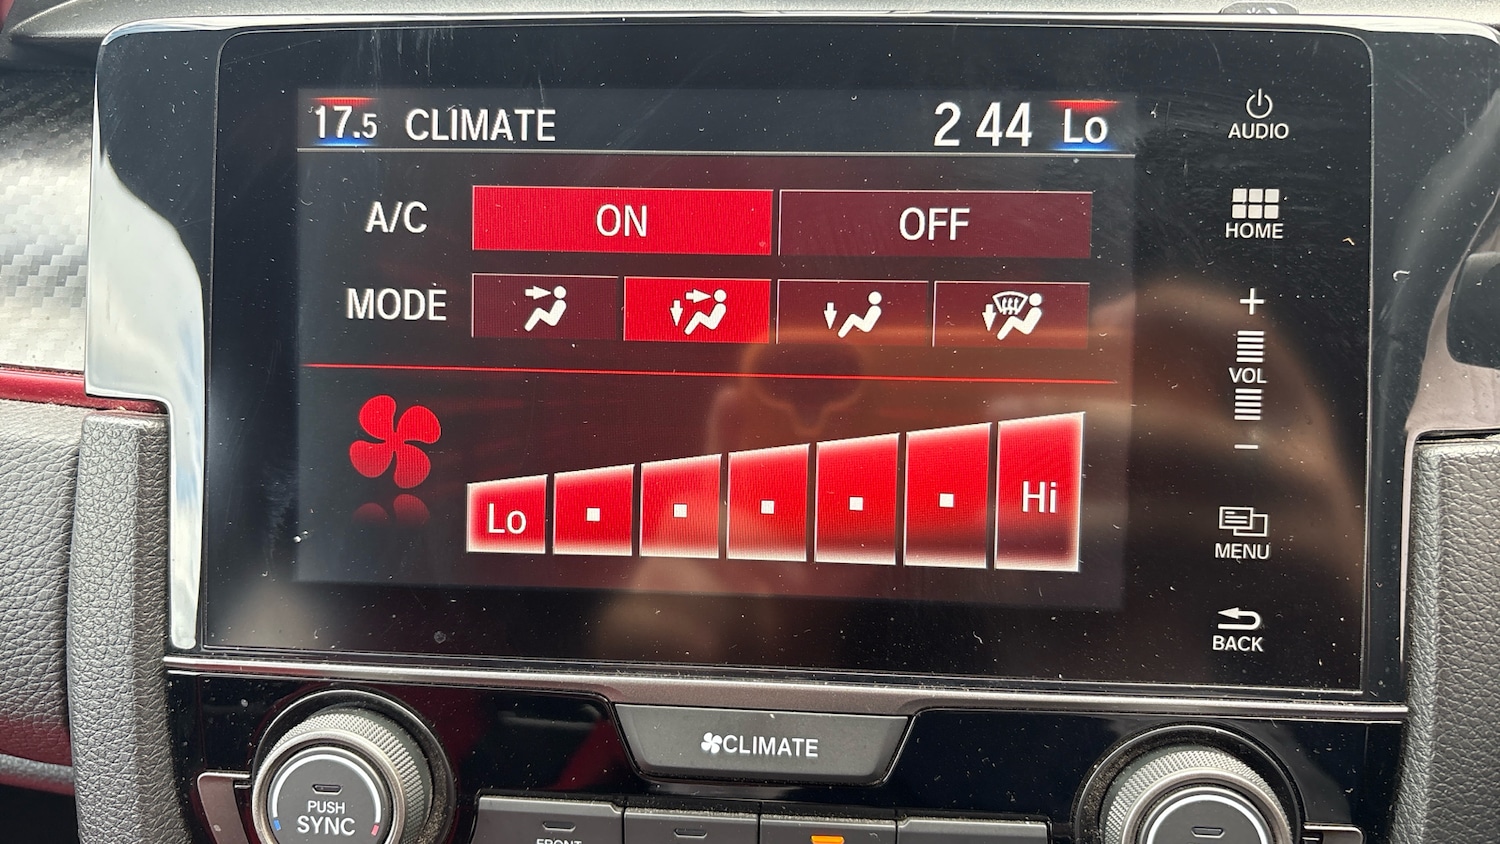 17.5 CLIMATE 2 44 Lo
A/C ON OFF
MODE
Lo Hi
AUDIO
HOME
+
VOL
−
MENU
BACK
CLIMATE
PUSH
SYNC
FRONT